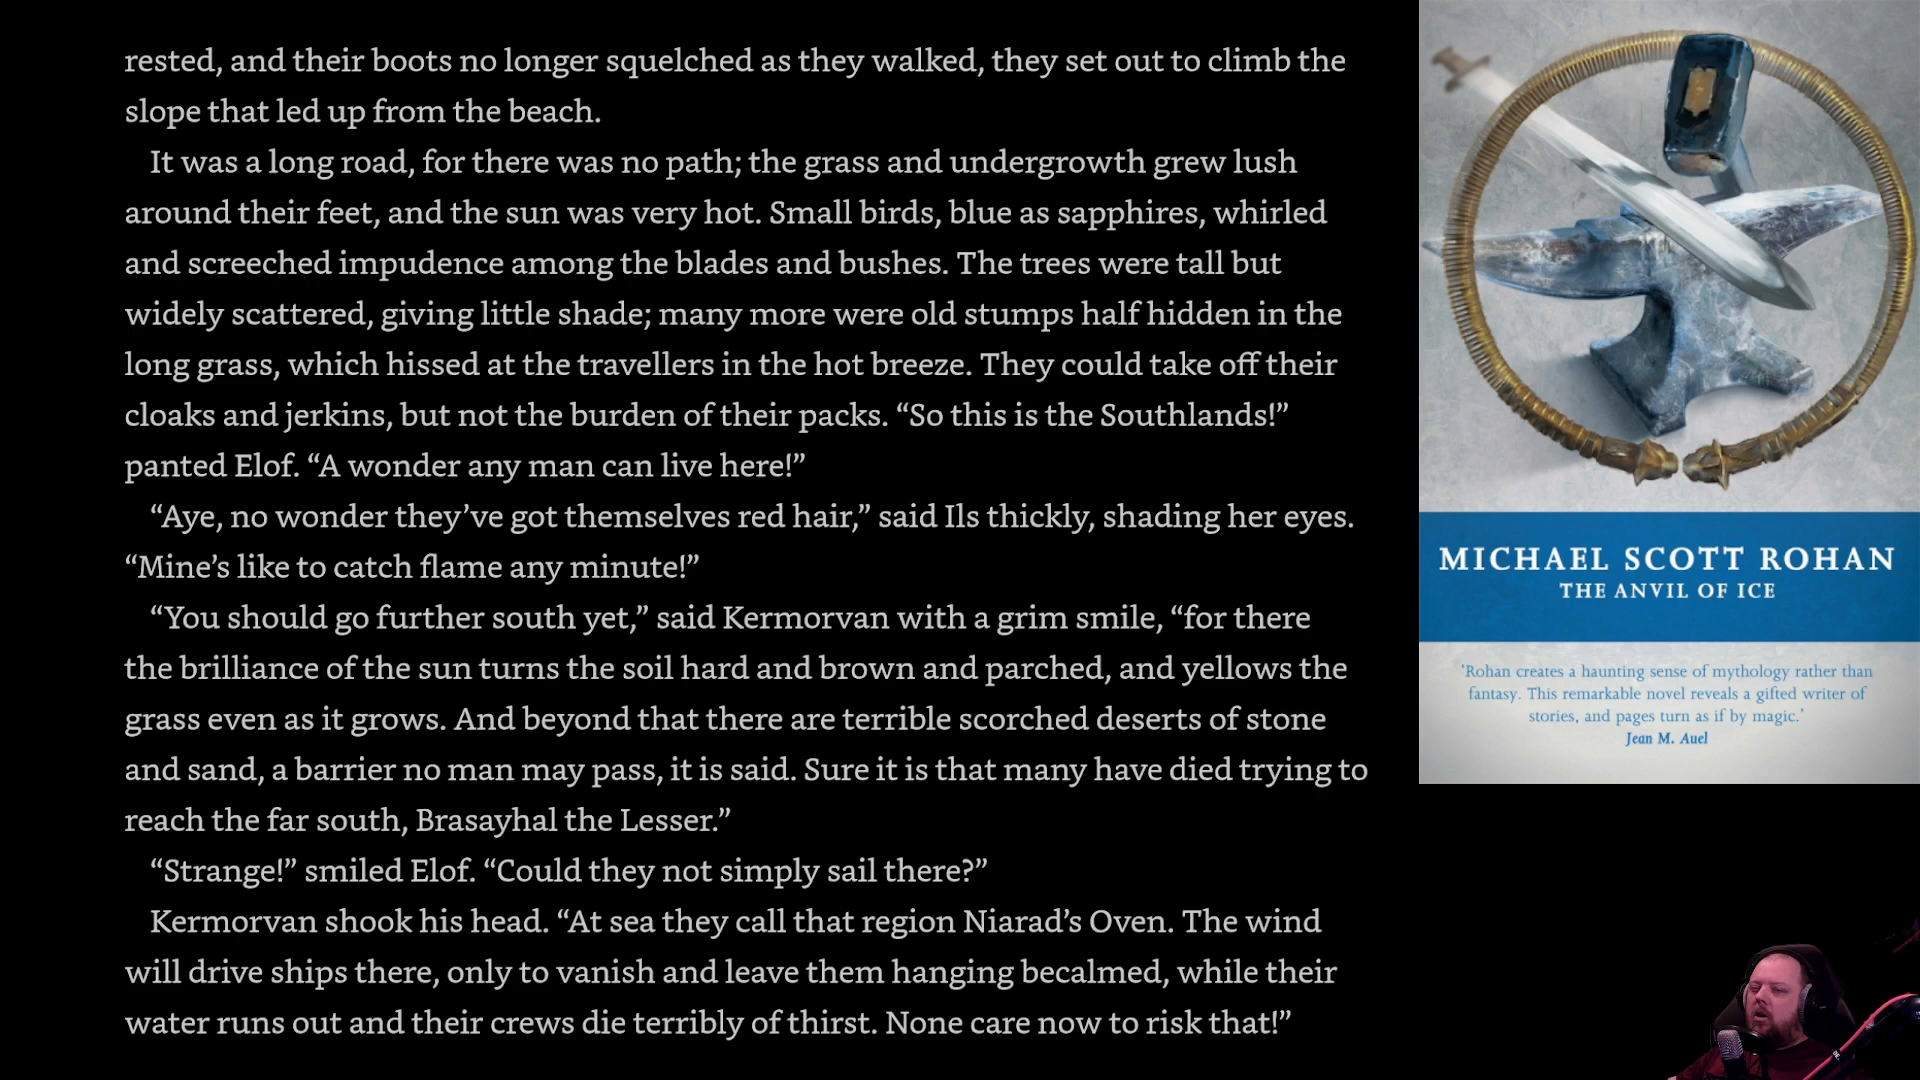 rested, and their boots no longer squelched as they walked, they set out to climb the
slope that led up from the beach.
It was a long road, for there was no path; the grass and undergrowth grew lush
around their feet, and the sun was very hot. Small birds, blue as sapphires, whirled
and screeched impudence among the blades and bushes. The trees were tall but
widely scattered, giving little shade; many more were old stumps half hidden in the
long grass, which hissed at the travellers in the hot breeze. They could take off their
cloaks and jerkins, but not the burden of their packs. “So this is the Southlands!”
panted Elof. “A wonder any man can live here!”
“Aye, no wonder they’ve got themselves red hair,” said Ils thickly, shading her eyes.
“Mine’s like to catch flame any minute!”
“You should go further south yet,” said Kermorvan with a grim smile, “for there
the brilliance of the sun turns the soil hard and brown and parched, and yellows the
grass even as it grows. And beyond that there are terrible scorched deserts of stone
and sand, a barrier no man may pass, it is said. Sure it is that many have died trying to
reach the far south, Brasayhal the Lesser.”
“Strange!” smiled Elof. “Could they not simply sail there?”
Kermorvan shook his head. “At sea they call that region Niarad’s Oven. The wind
will drive ships there, only to vanish and leave them hanging becalmed, while their
water runs out and their crews die terribly of thirst. None care now to risk that!”
MICHAEL SCOTT ROHAN
THE ANVIL OF ICE
‘Rohan creates a haunting sense of mythology rather than
fantasy. This remarkable novel reveals a gifted writer of
stories, and pages turn as if by magic.’
Jean M. Auel